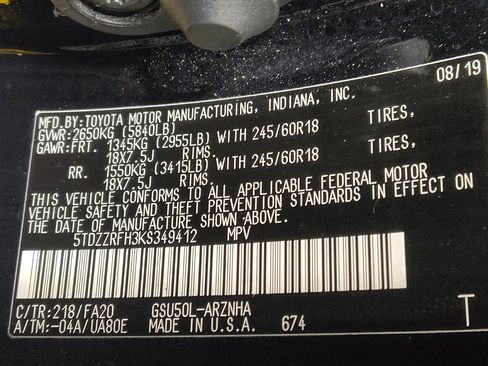 08/19
MFD.BY:TOYOTA MOTOR MANUFACTURING, INDIANA, INC.
GVWR:2650KG (5840LB)
GAWR:FRT. 1345KG (2955LB) WITH 245/60R18 TIRES,
18X7.5J RIMS.
RR. 1550KG (3415LB) WITH 245/60R18 TIRES,
18X7.5J RIMS.
THIS VEHICLE CONFORMS TO ALL APPLICABLE FEDERAL MOTOR
VEHICLE SAFETY AND THEFT PREVENTION STANDARDS IN EFFECT ON
THE DATE OF MANUFACTURE SHOWN ABOVE.
5TDZZRFH3KS349412 MPV
C/TR:218/FA20 GSU50L-ARZNHA T
A/TM:-04A/UA80E MADE IN U.S.A. 674